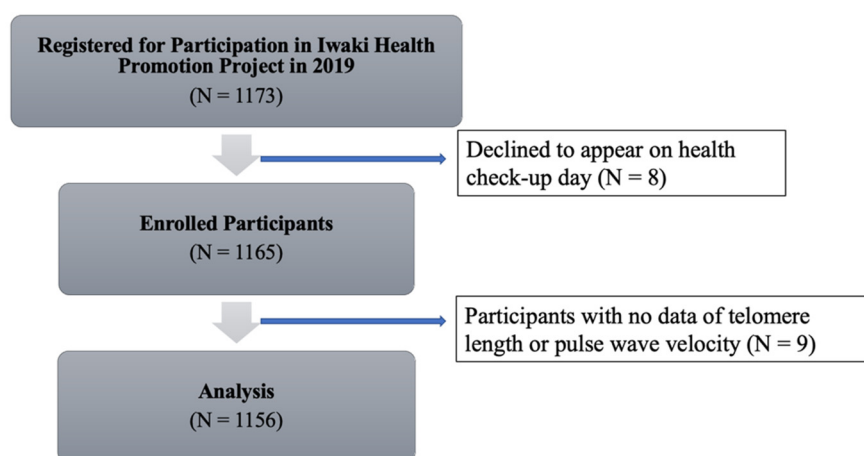 Registered for Participation in Iwaki Health
Promotion Project in 2019
(N = 1173)
Declined to appear on health
check-up day (N = 8)
Enrolled Participants
(N = 1165)
Participants with no data of telomere
length or pulse wave velocity (N = 9)
Analysis
(N = 1156)